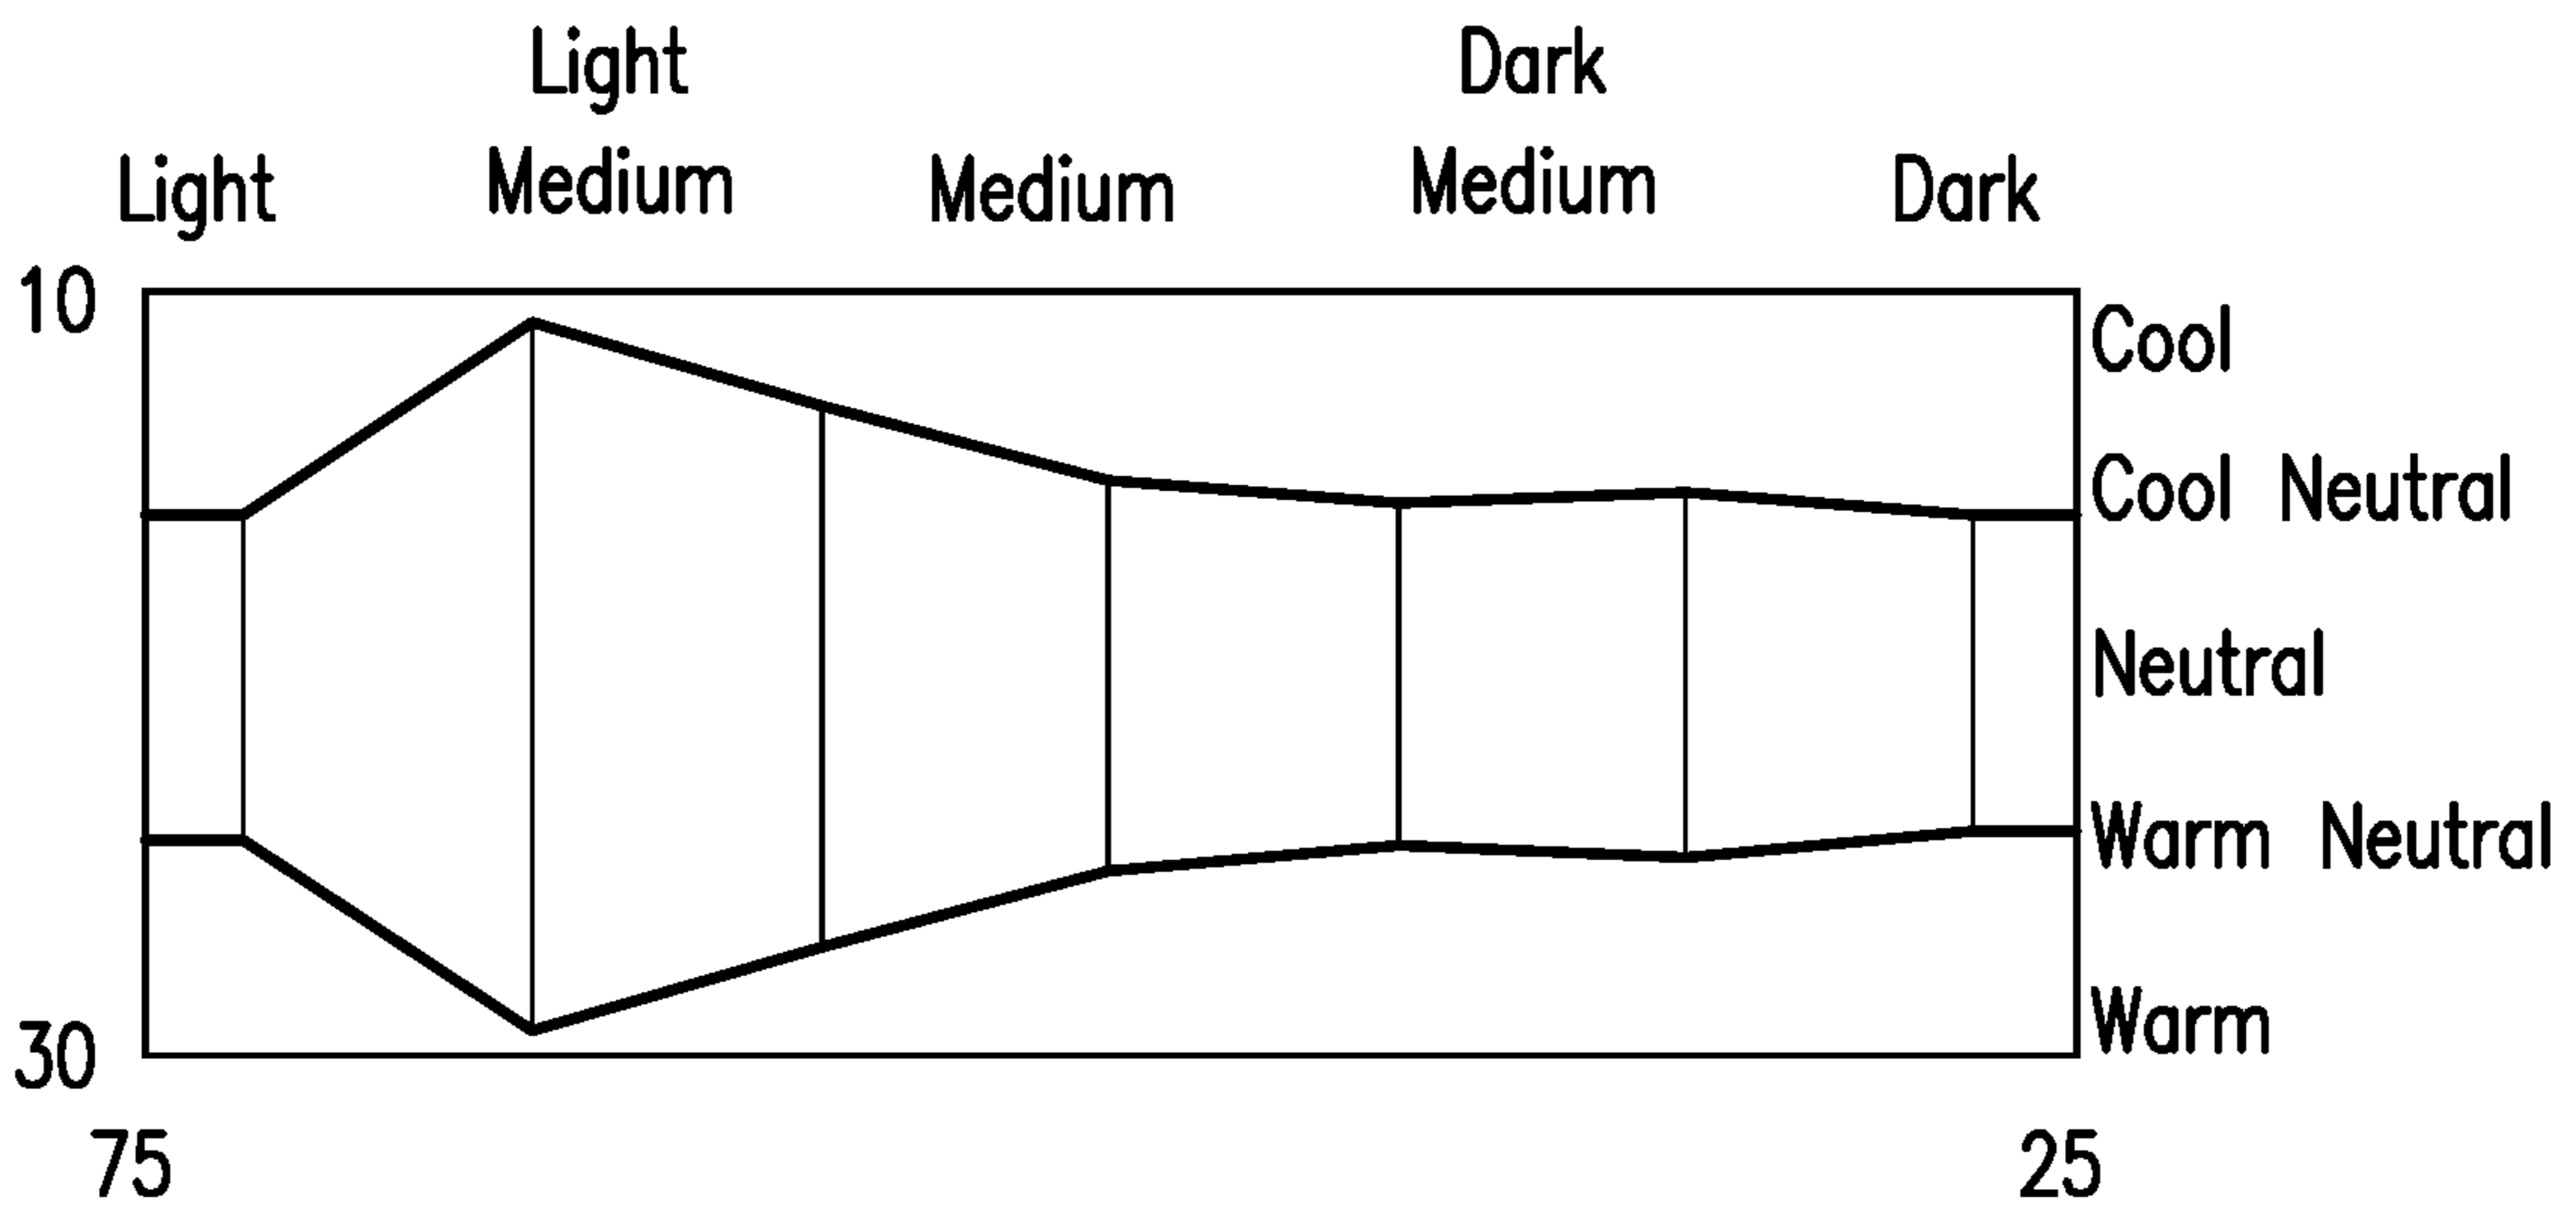 Light
Light
Medium
Medium
Dark
Medium
Dark
10
Cool
Cool Neutral
Neutral
Warm Neutral
Warm
30
75
25